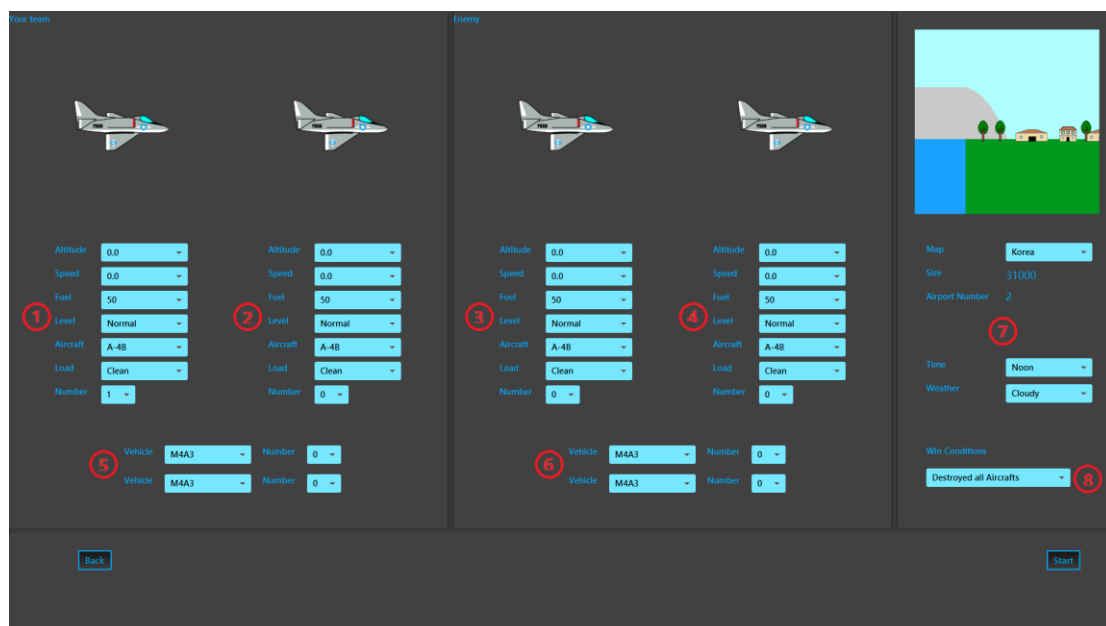 Your team
Altitude 0.0 Altitude 0.0
Speed 0.0 Speed 0.0
Fuel 50 Fuel 50
1 Level Normal 2 Level Normal
Aircraft A-4B Aircraft A-4B
Load Clean Load Clean
Number 1 Number 0
Vehicle M4A3 Number 0
5
Vehicle M4A3 Number 0
Enemy
Altitude 0.0 Altitude 0.0
Speed 0.0 Speed 0.0
Fuel 50 Fuel 50
3 Level Normal 4 Level Normal
Aircraft A-4B Aircraft A-4B
Load Clean Load Clean
Number 0 Number 0
Vehicle M4A3 Number 0
6
Vehicle M4A3 Number 0
Map Korea
Size 31000
Airport Number 2
7
Time Noon
Weather Cloudy
Win Conditions
Destroyed all Aircrafts 8
Back
Start